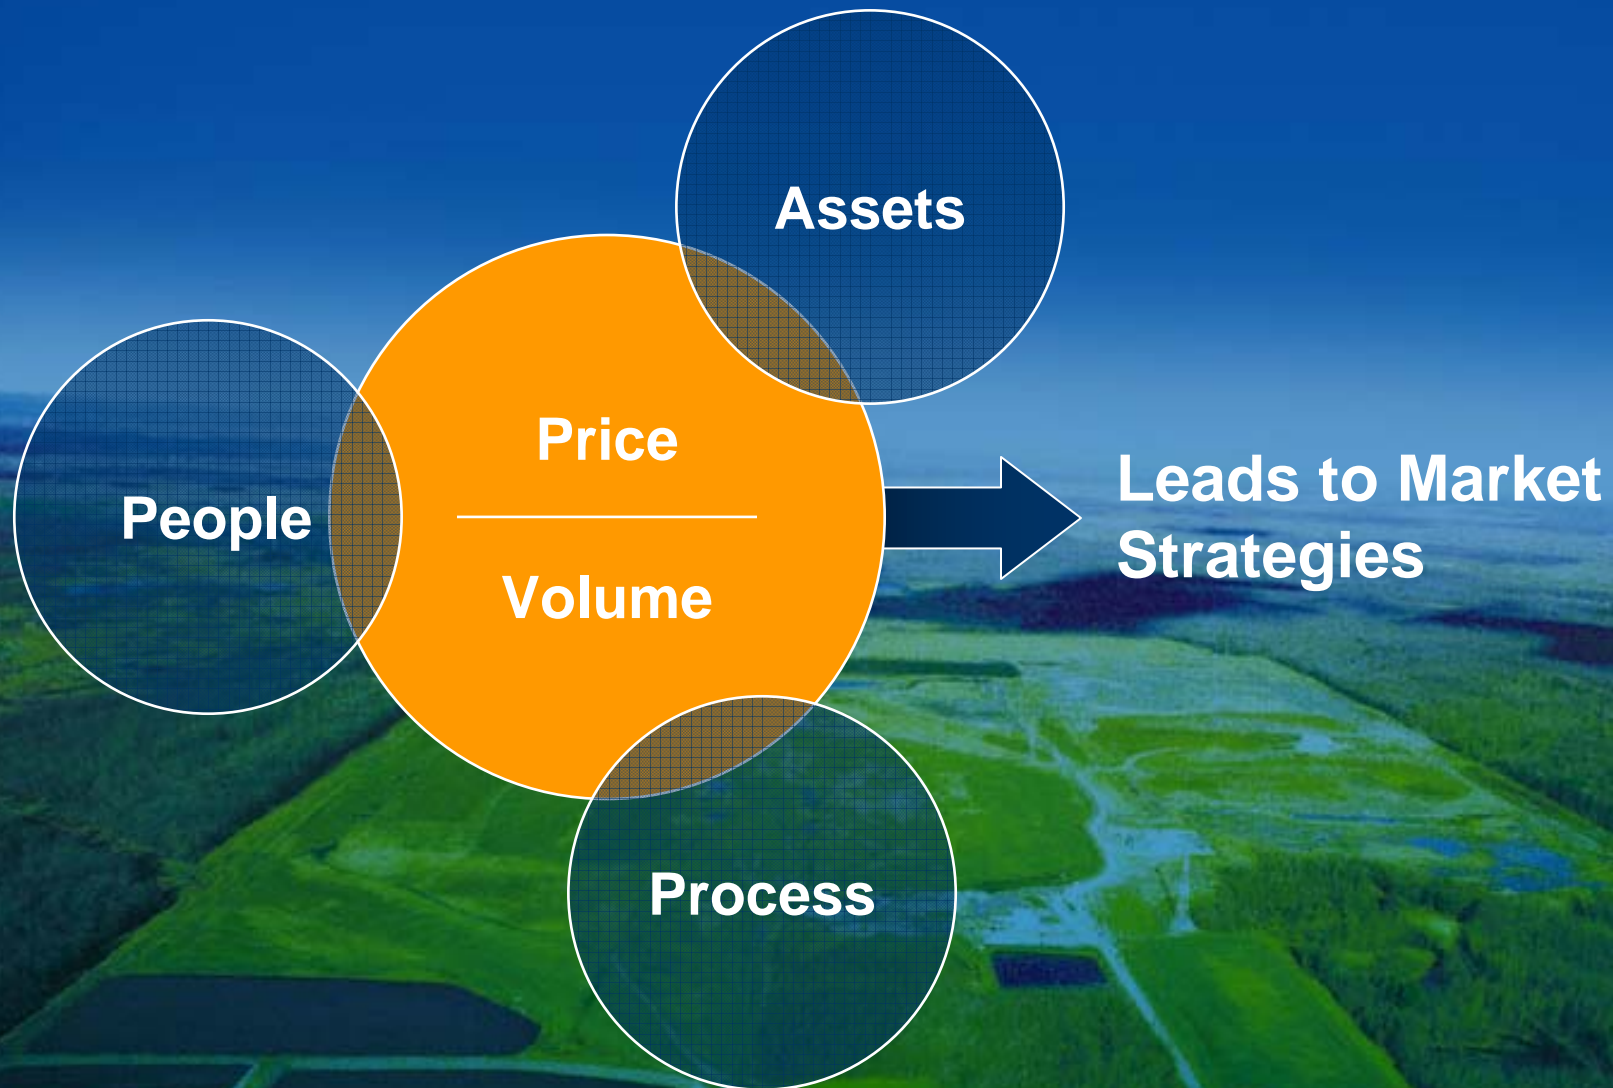 Assets
Price
People
Volume
Leads to Market
Strategies
Process